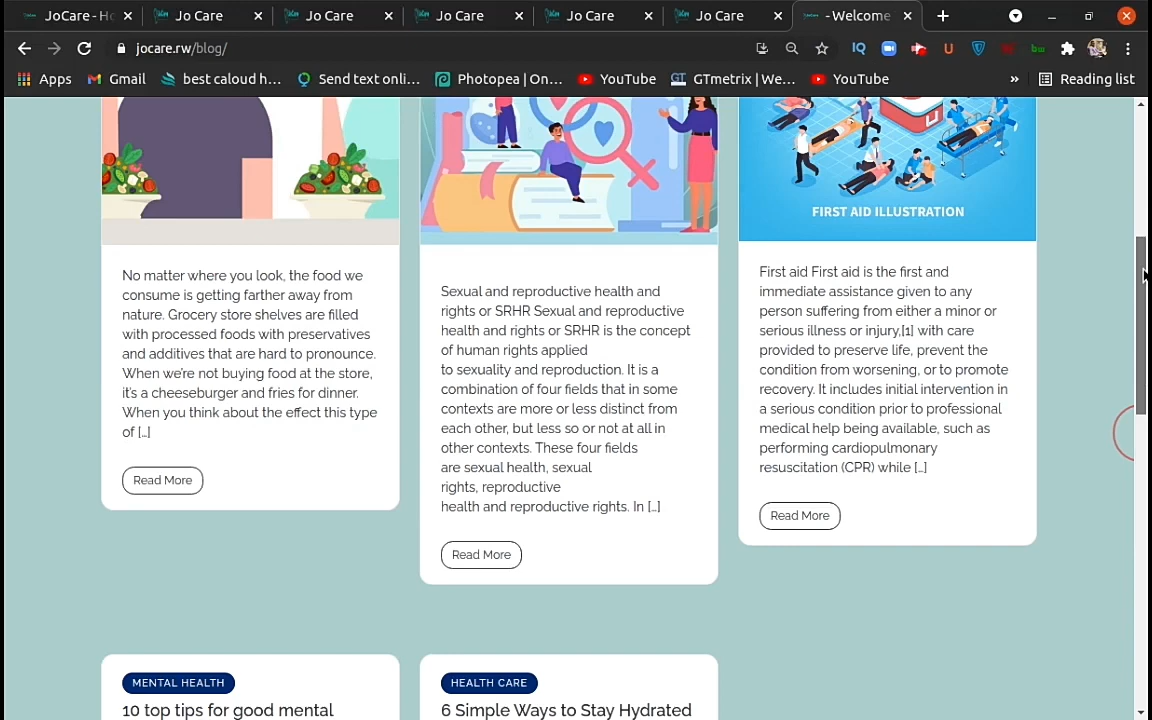 JoCare - Ho
Jo Care
Jo Care
Jo Care
Jo Care
Jo Care
- Welcome
jocare.rw/blog/
IQ
U
bw
Apps
Gmail
best caloud h...
Send text onli...
Photopea | On...
YouTube
GT GTmetrix | We...
YouTube
»
Reading list
No matter where you look, the food we
consume is getting farther away from
nature. Grocery store shelves are filled
with processed foods with preservatives
and additives that are hard to pronounce.
When we're not buying food at the store,
it's a cheeseburger and fries for dinner.
When you think about the effect this type
of [...]
Read More
Sexual and reproductive health and
rights or SRHR Sexual and reproductive
health and rights or SRHR is the concept
of human rights applied
to sexuality and reproduction. It is a
combination of four fields that in some
contexts are more or less distinct from
each other, but less so or not at all in
other contexts. These four fields
are sexual health, sexual
rights, reproductive
health and reproductive rights. In [...]
Read More
FIRST AID ILLUSTRATION
First aid First aid is the first and
immediate assistance given to any
person suffering from either a minor or
serious illness or injury,[1] with care
provided to preserve life, prevent the
condition from worsening, or to promote
recovery. It includes initial intervention in
a serious condition prior to professional
medical help being available, such as
performing cardiopulmonary
resuscitation (CPR) while [...]
Read More
MENTAL HEALTH
10 top tips for good mental
HEALTH CARE
6 Simple Ways to Stay Hydrated